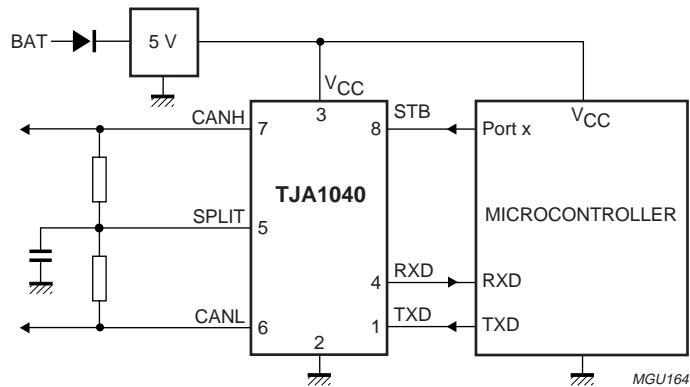 BAT
5 V
VCC
CANH
7
3
8
STB
Port x
VCC
TJA1040
MICROCONTROLLER
SPLIT
5
4
RXD
RXD
CANL
6
2
1
TXD
TXD
MGU164